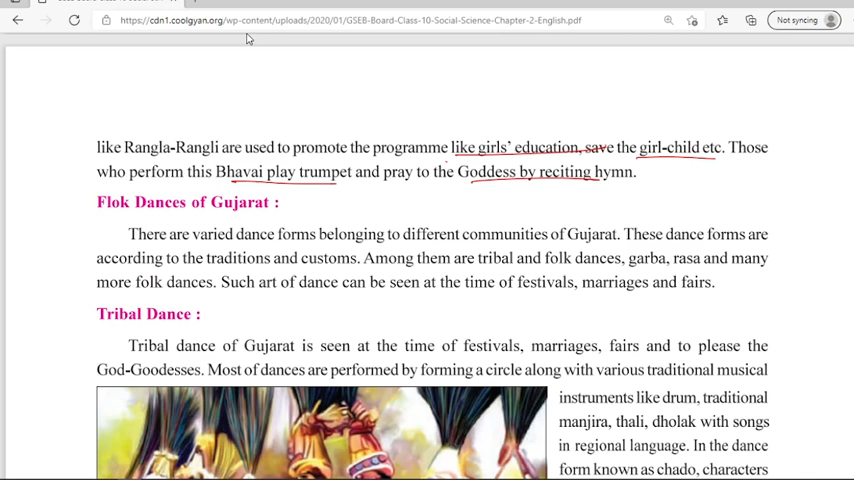 https://cdn1.coolgyan.org/wp-content/uploads/2020/01/GSEB-Board-Class-10-Social-Science-Chapter-2-English.pdf
Not syncing
like Rangla-Rangli are used to promote the programme like girls' education, save the girl-child etc. Those
who perform this Bhavai play trumpet and pray to the Goddess by reciting hymn.
Flok Dances of Gujarat :
There are varied dance forms belonging to different communities of Gujarat. These dance forms are
according to the traditions and customs. Among them are tribal and folk dances, garba, rasa and many
more folk dances. Such art of dance can be seen at the time of festivals, marriages and fairs.
Tribal Dance :
Tribal dance of Gujarat is seen at the time of festivals, marriages, fairs and to please the
God-Goodesses. Most of dances are performed by forming a circle along with various traditional musical
instruments like drum, traditional
manjira, thali, dholak with songs
in regional language. In the dance
form known as chado, characters